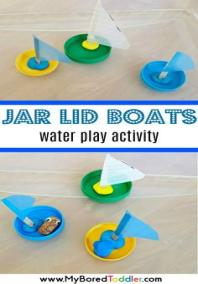 JAR LID BOATS
water play activity
www.MyBoredToddler.com